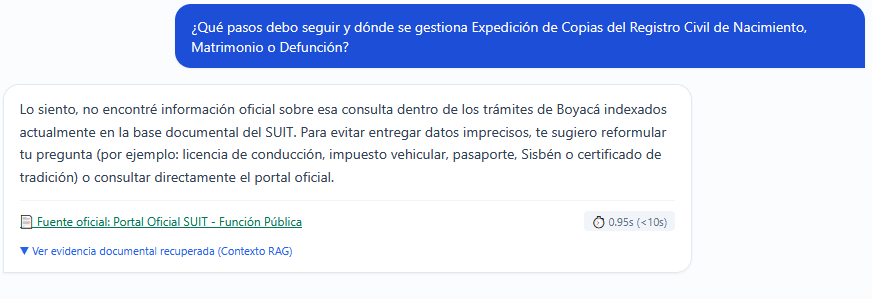 ¿Qué pasos debo seguir y dónde se gestiona Expedición de Copias del Registro Civil de Nacimiento,
Matrimonio o Defunción?
Lo siento, no encontré información oficial sobre esa consulta dentro de los trámites de Boyacá indexados
actualmente en la base documental del SUIT. Para evitar entregar datos imprecisos, te sugiero reformular
tu pregunta (por ejemplo: licencia de conducción, impuesto vehicular, pasaporte, Sisbén o certificado de
tradición) o consultar directamente el portal oficial.
Fuente oficial: Portal Oficial SUIT - Función Pública
0.95s (<10s)
▼ Ver evidencia documental recuperada (Contexto RAG)